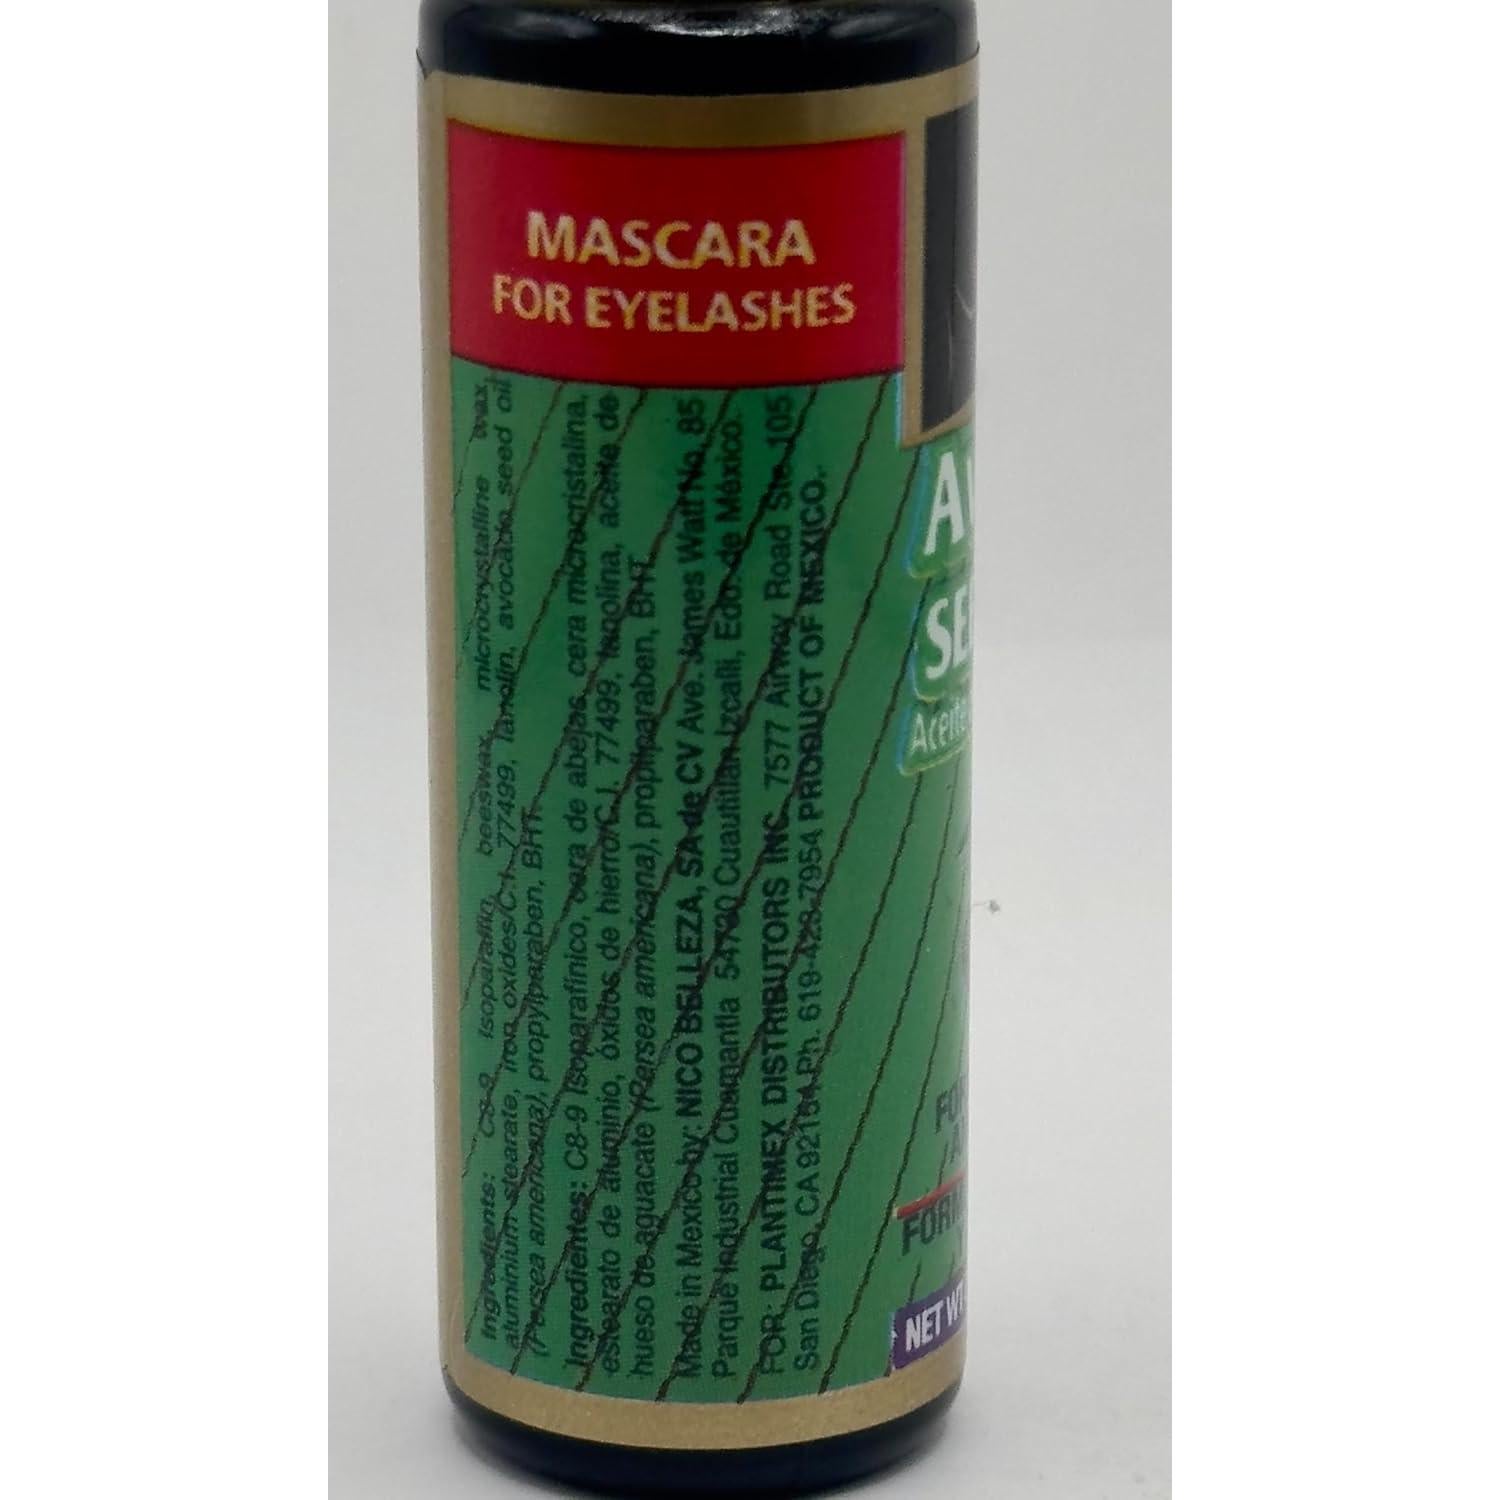 MASCARA
FOR EYELASHES
Ingredients: C8-9 Isoparaffin, beeswax, microcrystalline wax,
aluminium stearate, iron oxides/C.I. 77499, lanolin, avocado seed oil
(Persea americana), propylparaben, BHT.
Ingredientes: C8-9 Isoparafínico, cera de abejas, cera microcristalina,
estearato de aluminio, óxidos de hierro/C.I. 77499, lanolina, aceite de
hueso de aguacate (Persea americana), propilparaben, BHT.
Made in Mexico by: NICO BELLEZA, SA de CV Ave. James Watt No. 85
Parque Industrial Cuamantla 54730 Cuautitlán Izcalli, Edo. de México.
FOR: PLANTIMEX DISTRIBUTORS INC. 7577 Airway Road Ste 105
San Diego, CA 92154 Ph. 619-423-7954 PRODUCT OF MEXICO.
Aceite
NET WT